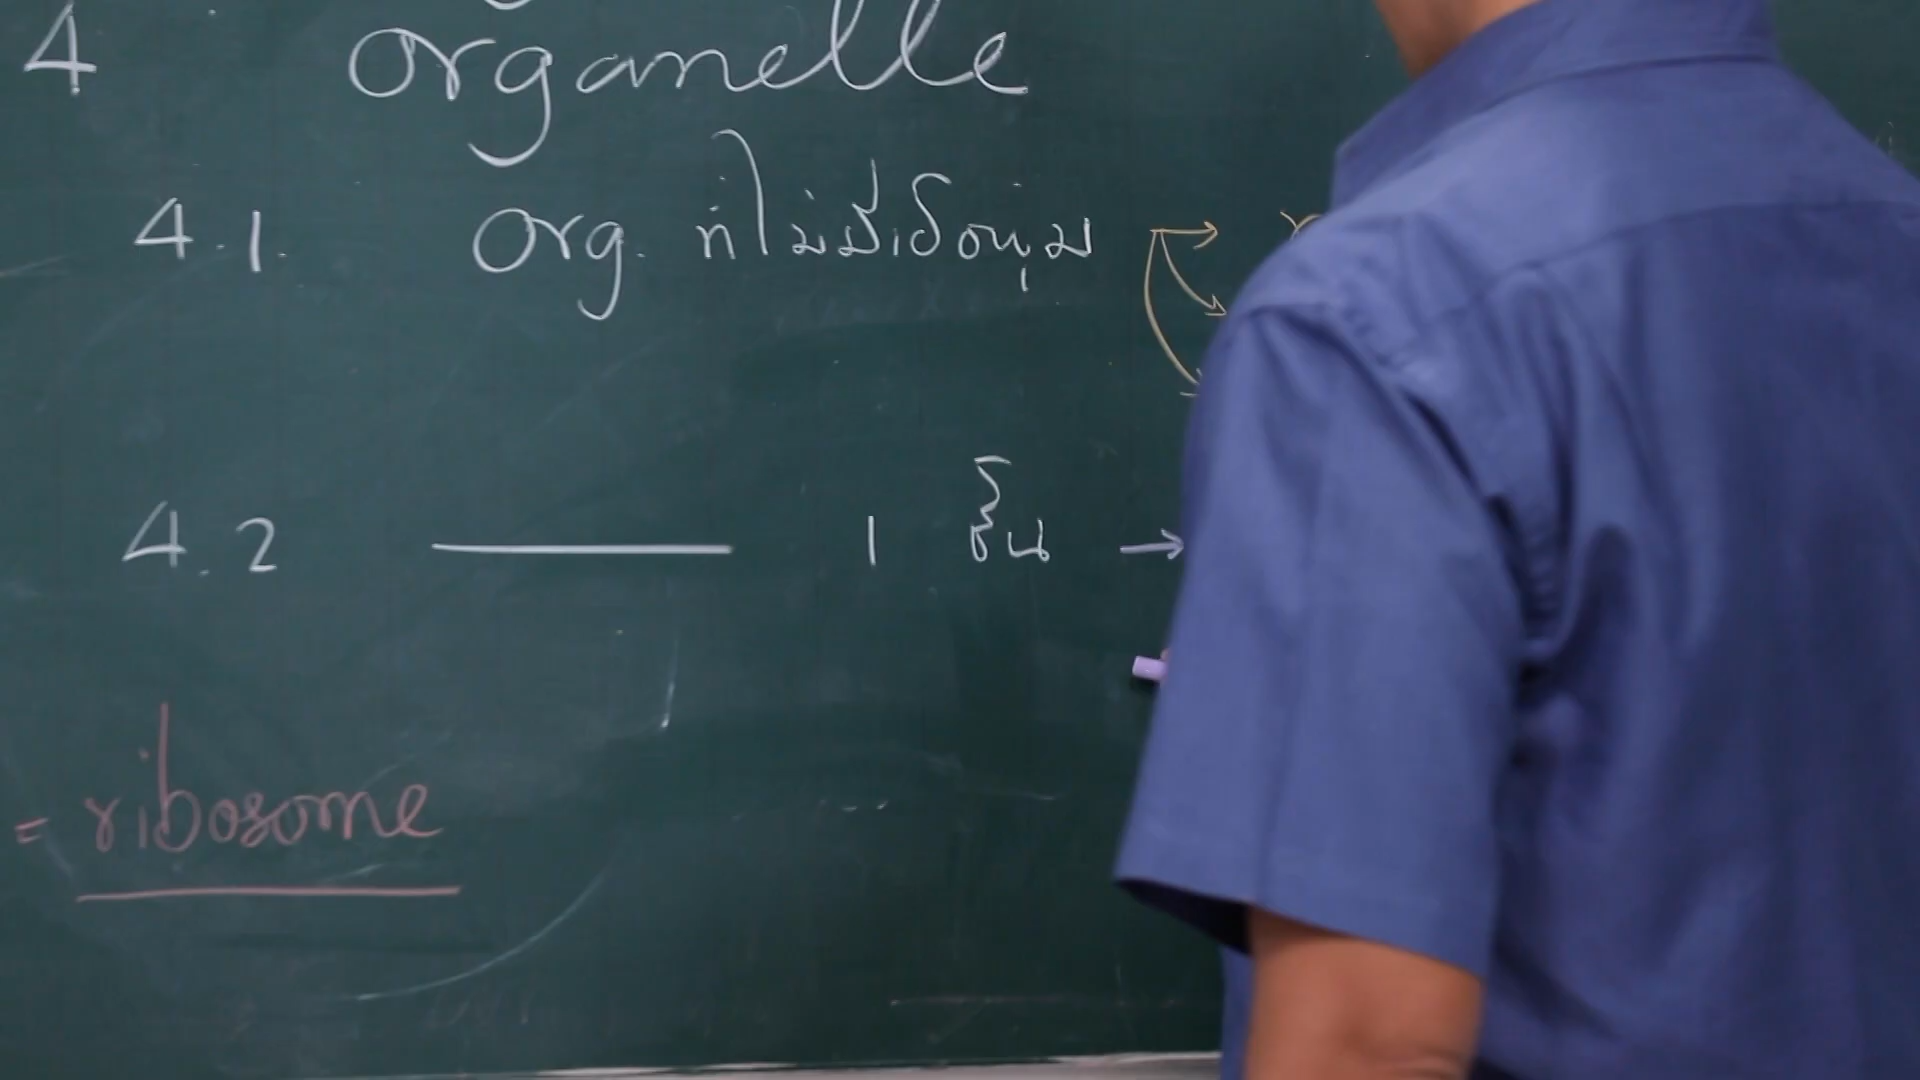 4 organelle
4.1. org. ที่ไม่มีเยื่อหุ้ม
4.2 ——— 1 ชั้น →
= ribosome